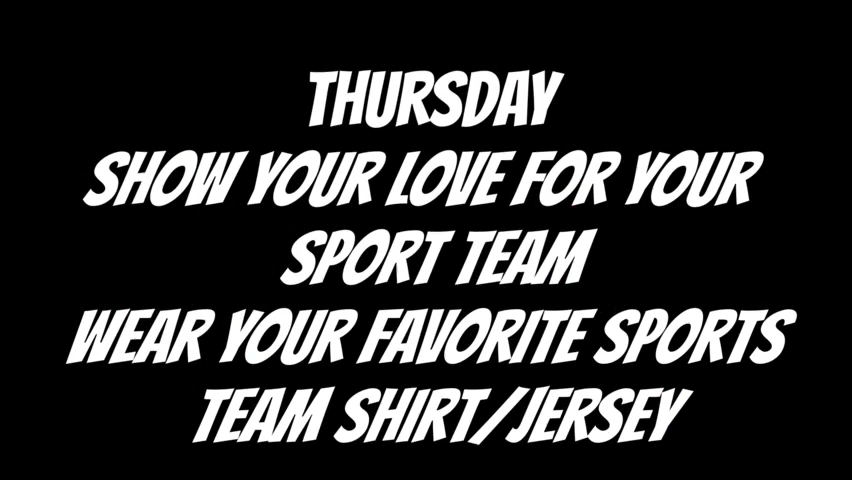 THURSDAY
SHOW YOUR LOVE FOR YOUR
SPORT TEAM
WEAR YOUR FAVORITE SPORTS
TEAM SHIRT/JERSEY